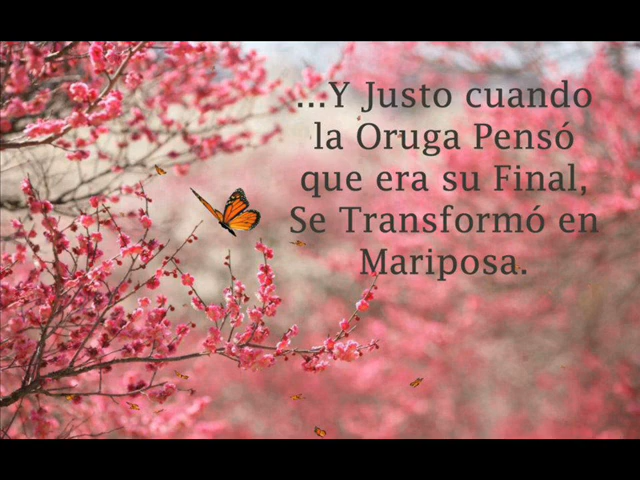 ...Y Justo cuando
la Oruga Pensó
que era su Final,
Se Transformó en
Mariposa.